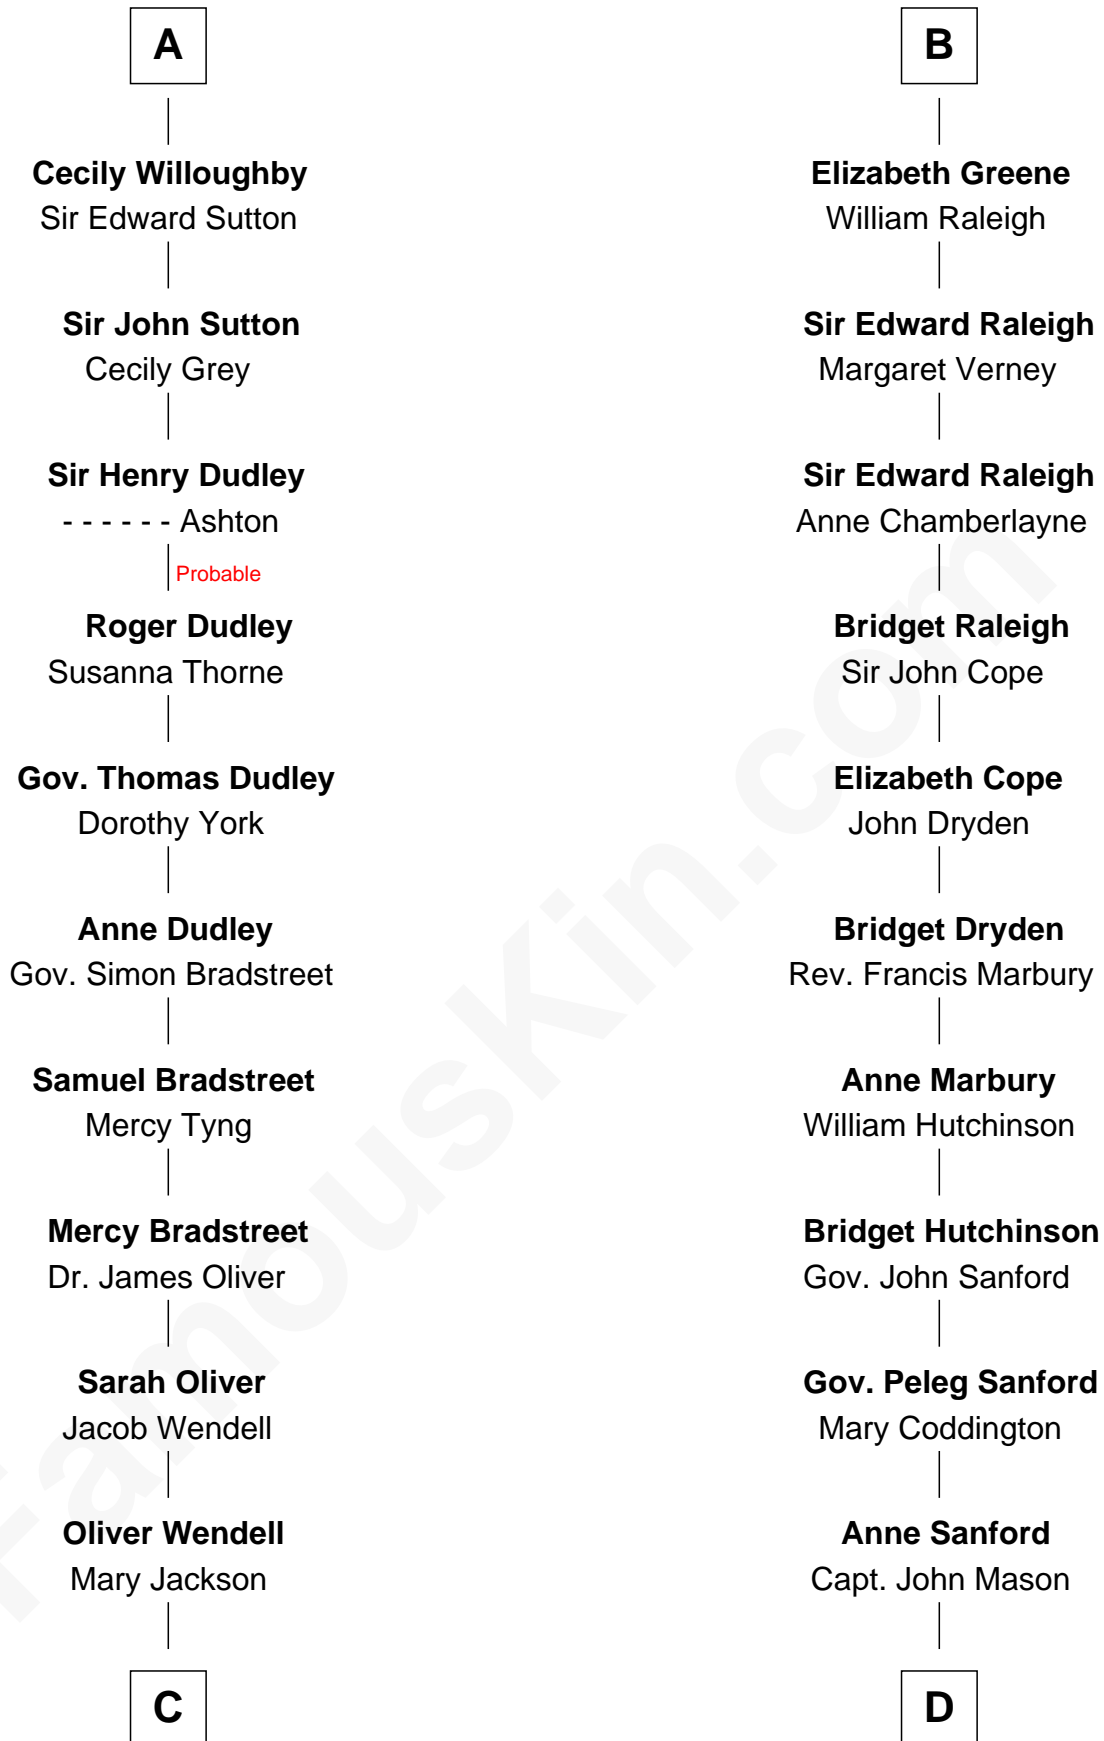 A
Cecily Willoughby
Sir Edward Sutton
Sir John Sutton
Cecily Grey
Sir Henry Dudley
- - - - - - Ashton
Probable
Roger Dudley
Susanna Thorne
Gov. Thomas Dudley
Dorothy York
Anne Dudley
Gov. Simon Bradstreet
Samuel Bradstreet
Mercy Tyng
Mercy Bradstreet
Dr. James Oliver
Sarah Oliver
Jacob Wendell
Oliver Wendell
Mary Jackson
C
B
Elizabeth Greene
William Raleigh
Sir Edward Raleigh
Margaret Verney
Sir Edward Raleigh
Anne Chamberlayne
Bridget Raleigh
Sir John Cope
Elizabeth Cope
John Dryden
Bridget Dryden
Rev. Francis Marbury
Anne Marbury
William Hutchinson
Bridget Hutchinson
Gov. John Sanford
Gov. Peleg Sanford
Mary Coddington
Anne Sanford
Capt. John Mason
D
FamousKin.com